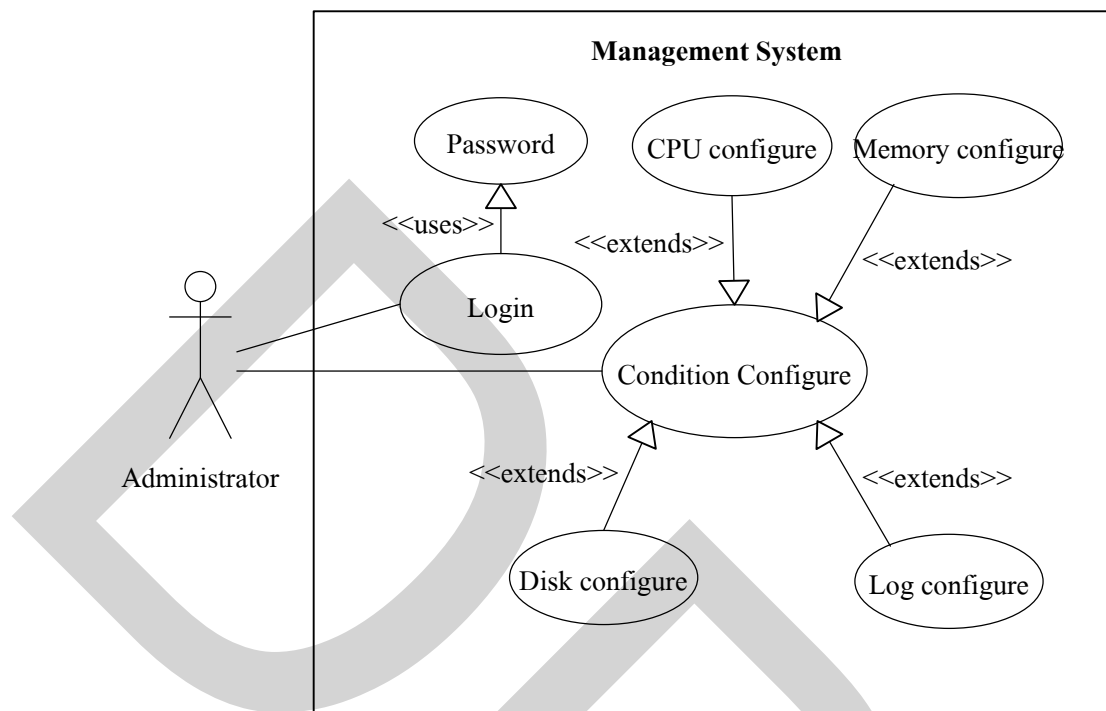 Management System
Password
CPU configure
Memory configure
<<uses>>
<<extends>>
<<extends>>
Login
Condition Configure
Administrator
<<extends>>
<<extends>>
Disk configure
Log configure